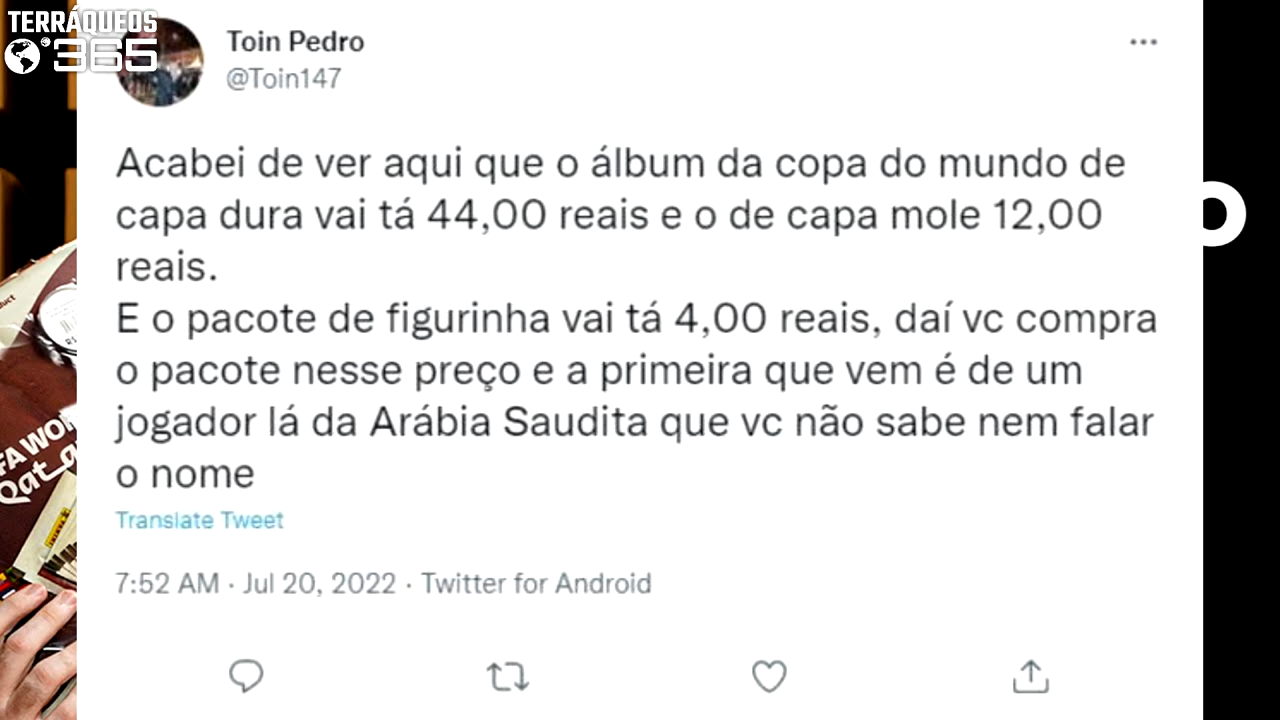 TERRÁQUEOS
365
Toin Pedro
@Toin147
Acabei de ver aqui que o álbum da copa do mundo de
capa dura vai tá 44,00 reais e o de capa mole 12,00
reais.
E o pacote de figurinha vai tá 4,00 reais, daí vc compra
o pacote nesse preço e a primeira que vem é de um
jogador lá da Arábia Saudita que vc não sabe nem falar
o nome
Translate Tweet
7:52 AM · Jul 20, 2022 · Twitter for Android
FA WO
Qata
o